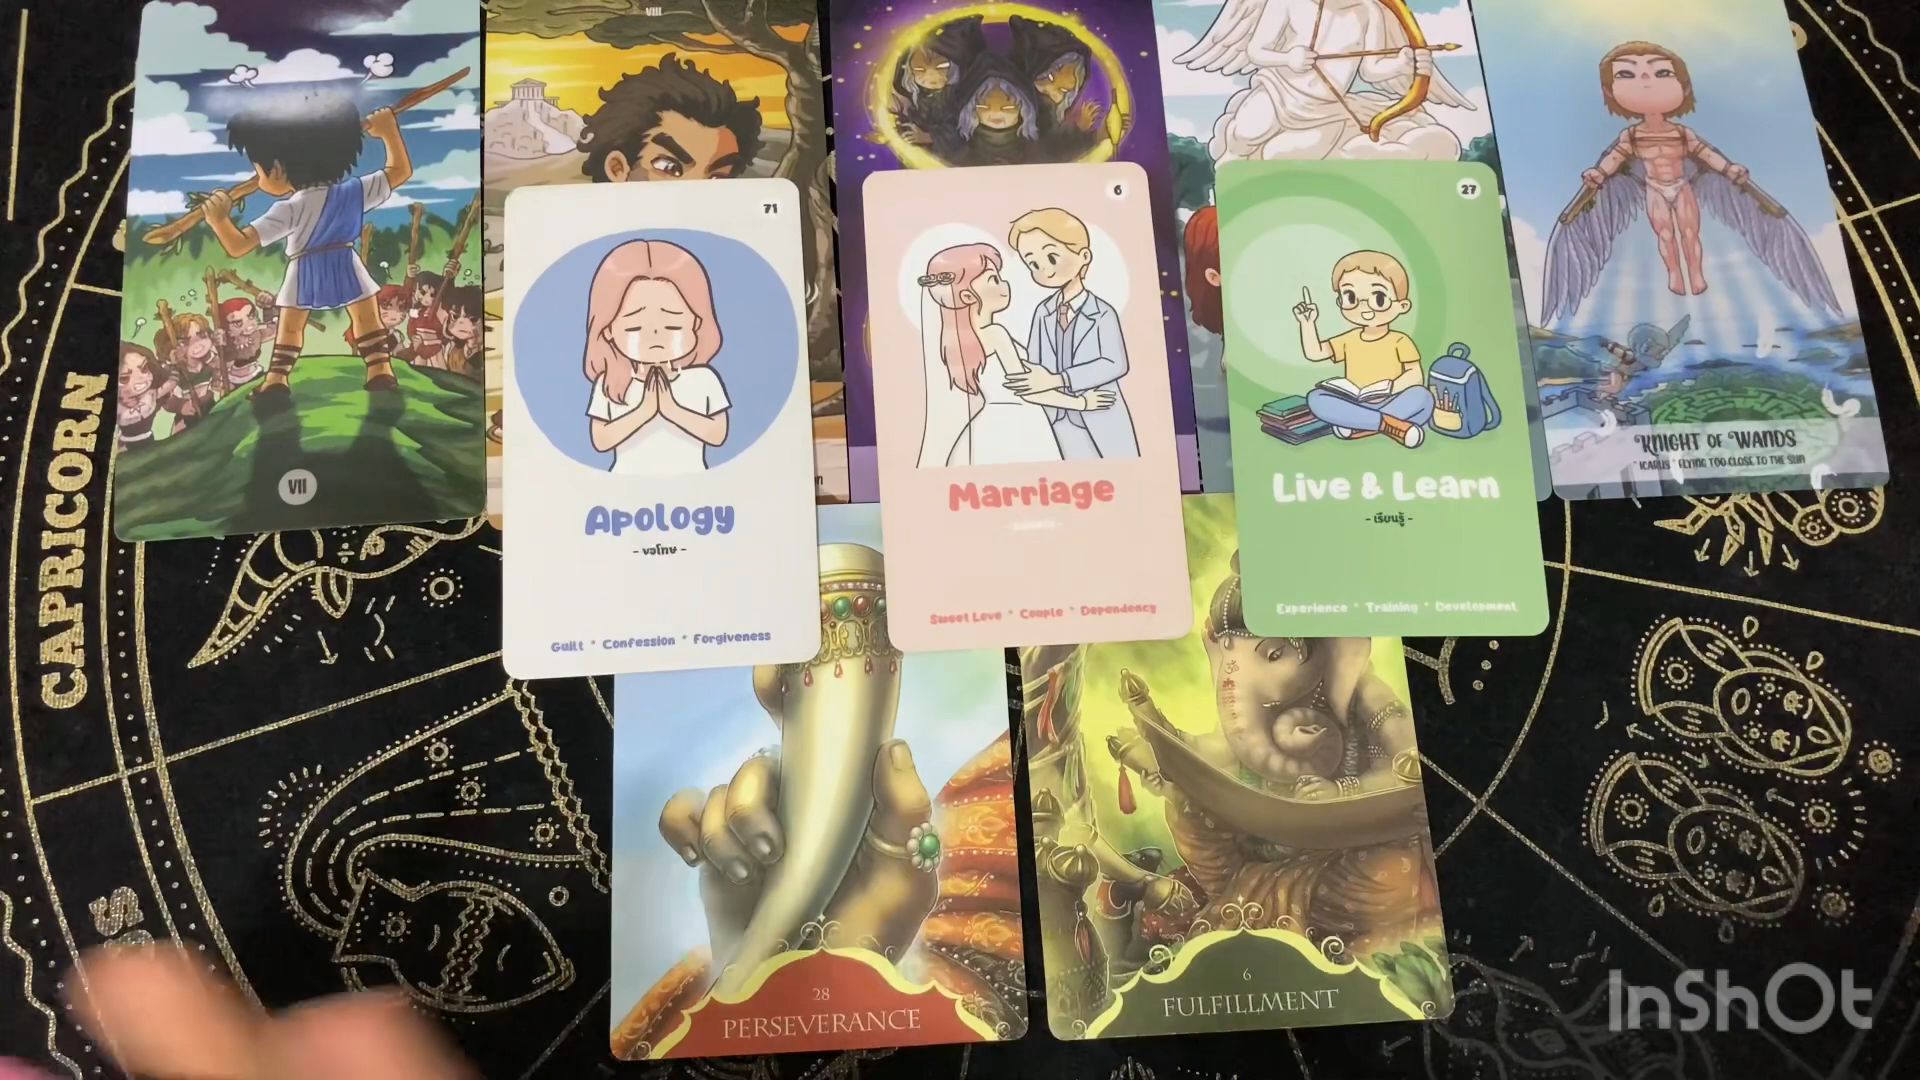 VIII
VII
KNIGHT OF WANDS
"ICARUS" FLYING TOO CLOSE TO THE SUN
71
Apology
- ขอโทษ -
Guilt * Confession * Forgiveness
6
Marriage
Sweet Love * Couple * Dependency
27
Live & Learn
- เรียนรู้ -
Experience * Training * Development
28
PERSEVERANCE
6
FULFILLMENT
CAPRICORN
InShOt